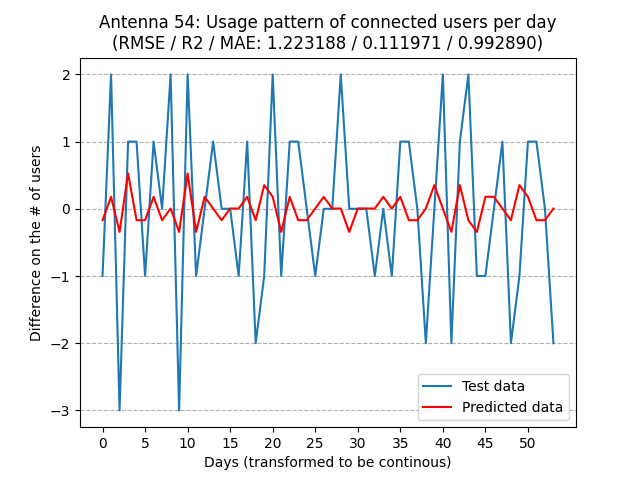 Antenna 54: Usage pattern of connected users per day
(RMSE / R2 / MAE: 1.223188 / 0.111971 / 0.992890)
Difference on the # of users
2
1
0
−1
−2
−3
Test data
Predicted data
0 5 10 15 20 25 30 35 40 45 50
Days (transformed to be continous)